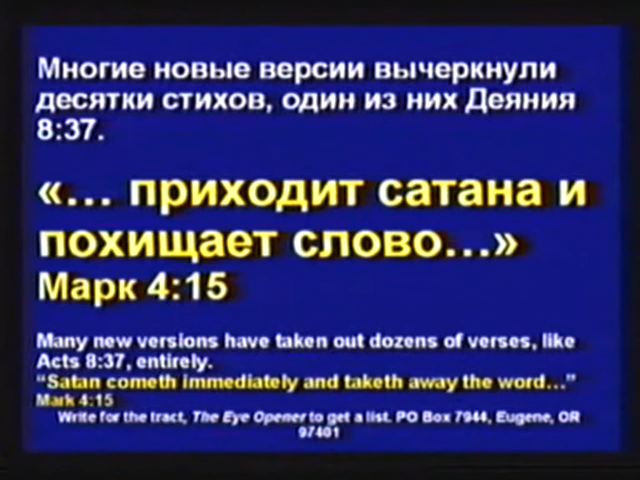 Многие новые версии вычеркнули
десятки стихов, один из них Деяния
8:37.
«… приходит сатана и
похищает слово…»
Марк 4:15
Many new versions have taken out dozens of verses, like
Acts 8:37, entirely.
“Satan cometh immediately and taketh away the word…”
Mark 4:15
Write for the tract, The Eye Opener to get a list. PO Box 7944, Eugene, OR
97401